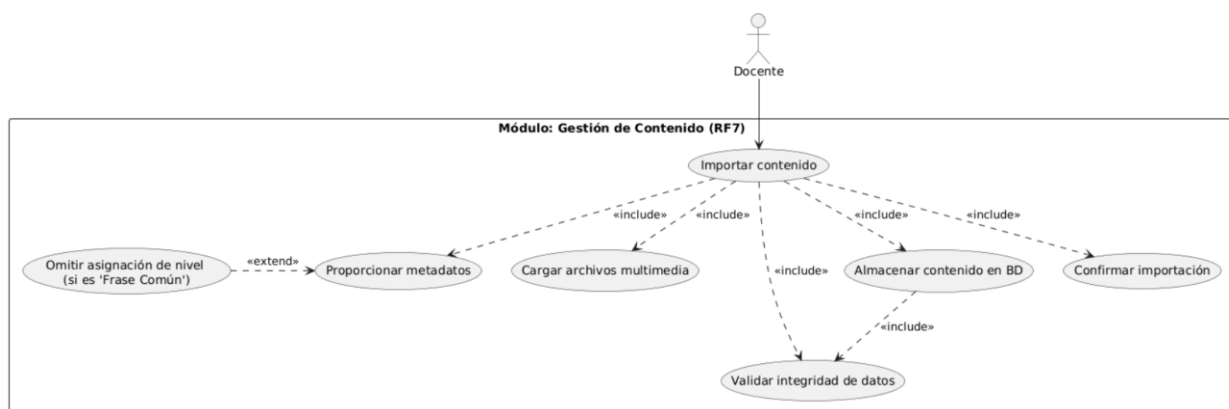 Docente
Módulo: Gestión de Contenido (RF7)
Importar contenido
«include»
«include»
«include»
«include»
«include»
Omitir asignación de nivel
(si es 'Frase Común')
«extend»
Proporcionar metadatos
Cargar archivos multimedia
Almacenar contenido en BD
Confirmar importación
«include»
Validar integridad de datos